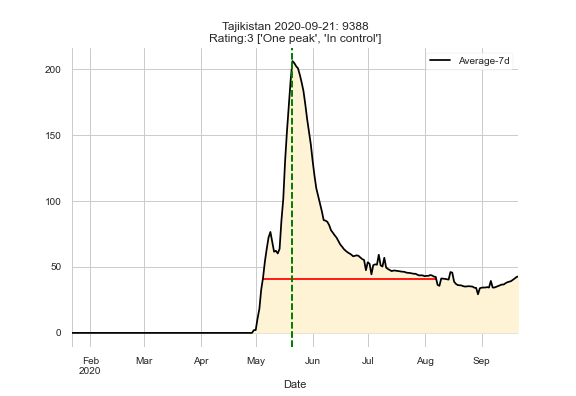 Tajikistan 2020-09-21: 9388
Rating:3 ['One peak', 'In control']
Average-7d
200
150
100
50
0
Feb Mar Apr May Jun Jul Aug Sep
2020
Date